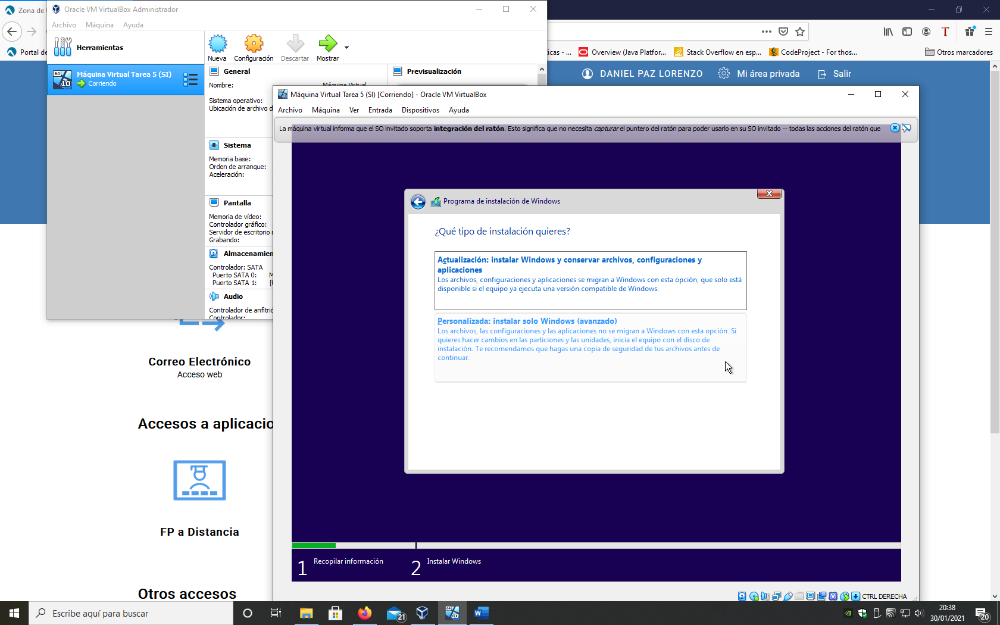 Zona de
Oracle VM VirtualBox Administrador
Archivo Máquina Ayuda
Herramientas
Nueva Configuración Descartar Mostrar
Portal de
icas - ... Overview (Java Platfor... Stack Overflow en esp... CodeProject - For thos... Otros marcadores
DANIEL PAZ LORENZO Mi área privada Salir
64 10 Máquina Virtual Tarea 5 (SI)
Corriendo
General
Nombre: Máquina Virtual
Sistema operativo:
Ubicación de archivo d
Previsualización
Sistema
Memoria base:
Orden de arranque:
Aceleración:
Pantalla
Memoria de vídeo:
Controlador gráfico:
Servidor de escritorio
Grabando:
Almacenamien
Controlador: SATA
Puerto SATA 0: M
Puerto SATA 1: [
Audio
Controlador de anfitrió
Controlador:
Máquina Virtual Tarea 5 (SI) [Corriendo] - Oracle VM VirtualBox
Archivo Máquina Ver Entrada Dispositivos Ayuda
La máquina virtual informa que el SO invitado soporta integración del ratón. Esto significa que no necesita capturar el puntero del ratón para poder usarlo en su SO invitado -- todas las acciones del ratón que
Programa de instalación de Windows
¿Qué tipo de instalación quieres?
Actualización: instalar Windows y conservar archivos, configuraciones y
aplicaciones
Los archivos, configuraciones y aplicaciones se migran a Windows con esta opción, que solo está
disponible si el equipo ya ejecuta una versión compatible de Windows.
Personalizada: instalar solo Windows (avanzado)
Los archivos, las configuraciones y las aplicaciones no se migran a Windows con esta opción. Si
quieres hacer cambios en las particiones y las unidades, inicia el equipo con el disco de
instalación. Te recomendamos que hagas una copia de seguridad de tus archivos antes de
continuar.
1 Recopilar información 2 Instalar Windows
CTRL DERECHA
Correo Electrónico
Acceso web
Accesos a aplicacio
FP a Distancia
Otros accesos
Escribe aquí para buscar
21
20:38
30/01/2021
20